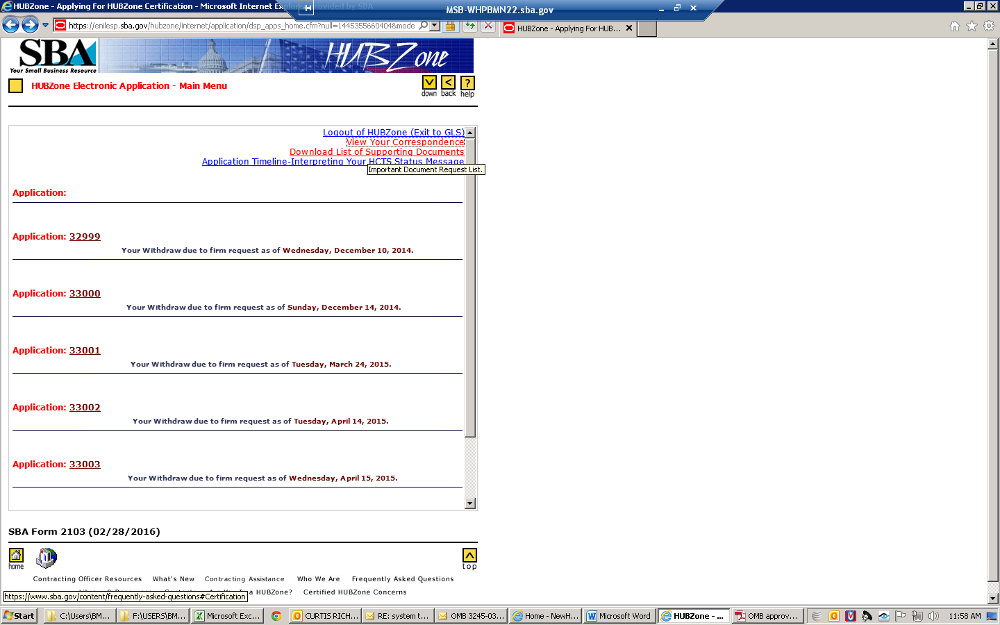 HUBZone - Applying For HUBZone Certification - Microsoft Internet Explorer provided by SBA
MSB-WHPBMN22.sba.gov
https://enilesp.sba.gov/hubzone/internet/application/dsp_apps_home.cfm?null=1445355660404&mode
HUBZone - Applying For HUB...
SBA
Your Small Business Resource
HUBZone
HUBZone Electronic Application - Main Menu
down back help
Logout of HUBZone (Exit to GLS)
View Your Correspondence
Download List of Supporting Documents
Application Timeline-Interpreting Your HCTS Status Message
Important Document Request List.
Application:
Application: 32999
Your Withdraw due to firm request as of Wednesday, December 10, 2014.
Application: 33000
Your Withdraw due to firm request as of Sunday, December 14, 2014.
Application: 33001
Your Withdraw due to firm request as of Tuesday, March 24, 2015.
Application: 33002
Your Withdraw due to firm request as of Tuesday, April 14, 2015.
Application: 33003
Your Withdraw due to firm request as of Wednesday, April 15, 2015.
SBA Form 2103 (02/28/2016)
home
top
Contracting Officer Resources What's New Contracting Assistance Who We Are Frequently Asked Questions
a HUBZone? Certified HUBZone Concerns
https://www.sba.gov/content/frequently-asked-questions#Certification
Start C:\Users\BM... F:\USERS\BM... Microsoft Exc... CURTIS RICH... RE: system t... OMB 3245-03... Home - NewH... Microsoft Word HUBZone - ... OMB approv... 11:58 AM